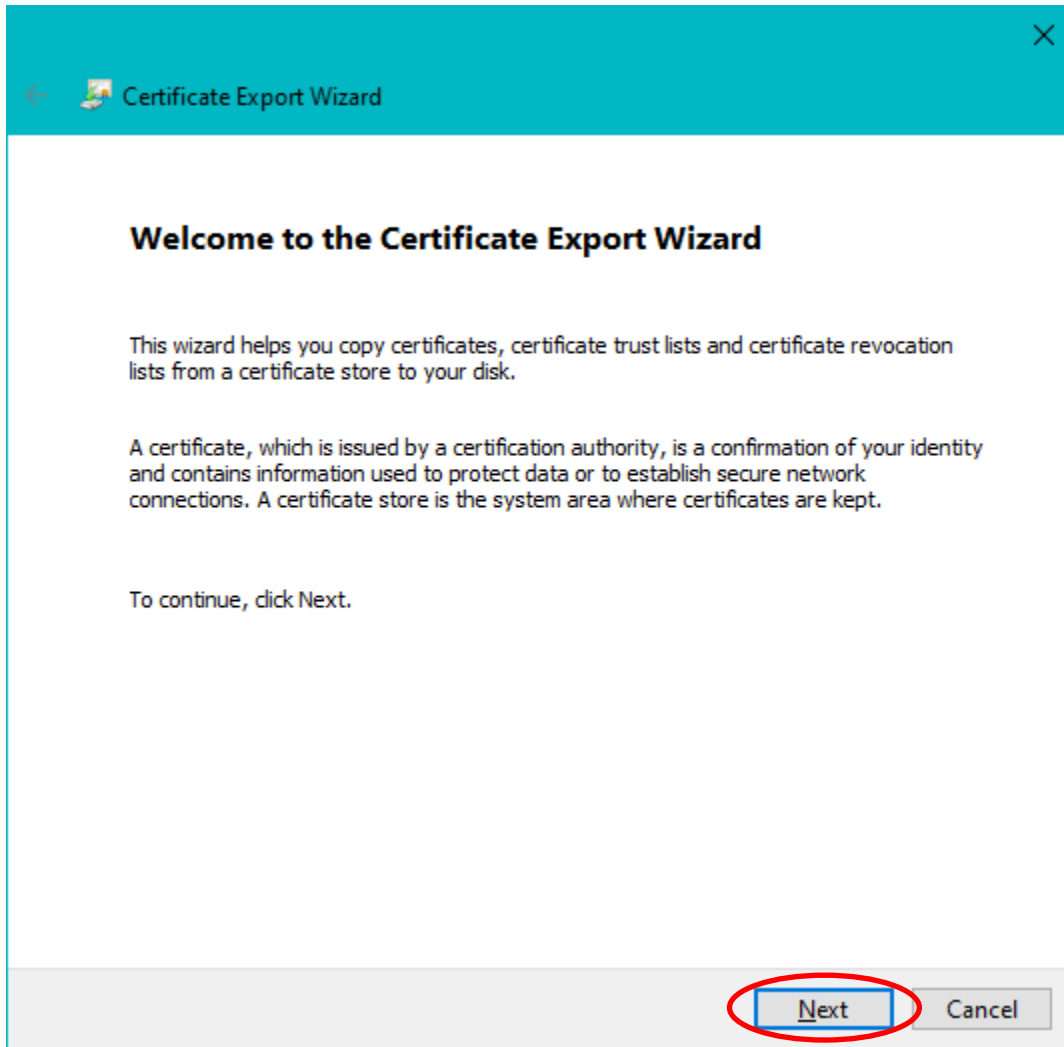 Certificate Export Wizard
Welcome to the Certificate Export Wizard
This wizard helps you copy certificates, certificate trust lists and certificate revocation
lists from a certificate store to your disk.
A certificate, which is issued by a certification authority, is a confirmation of your identity
and contains information used to protect data or to establish secure network
connections. A certificate store is the system area where certificates are kept.
To continue, click Next.
Next Cancel